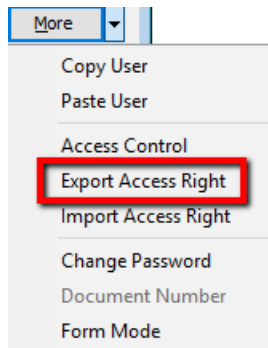 More
Copy User
Paste User
Access Control
Export Access Right
Import Access Right
Change Password
Document Number
Form Mode